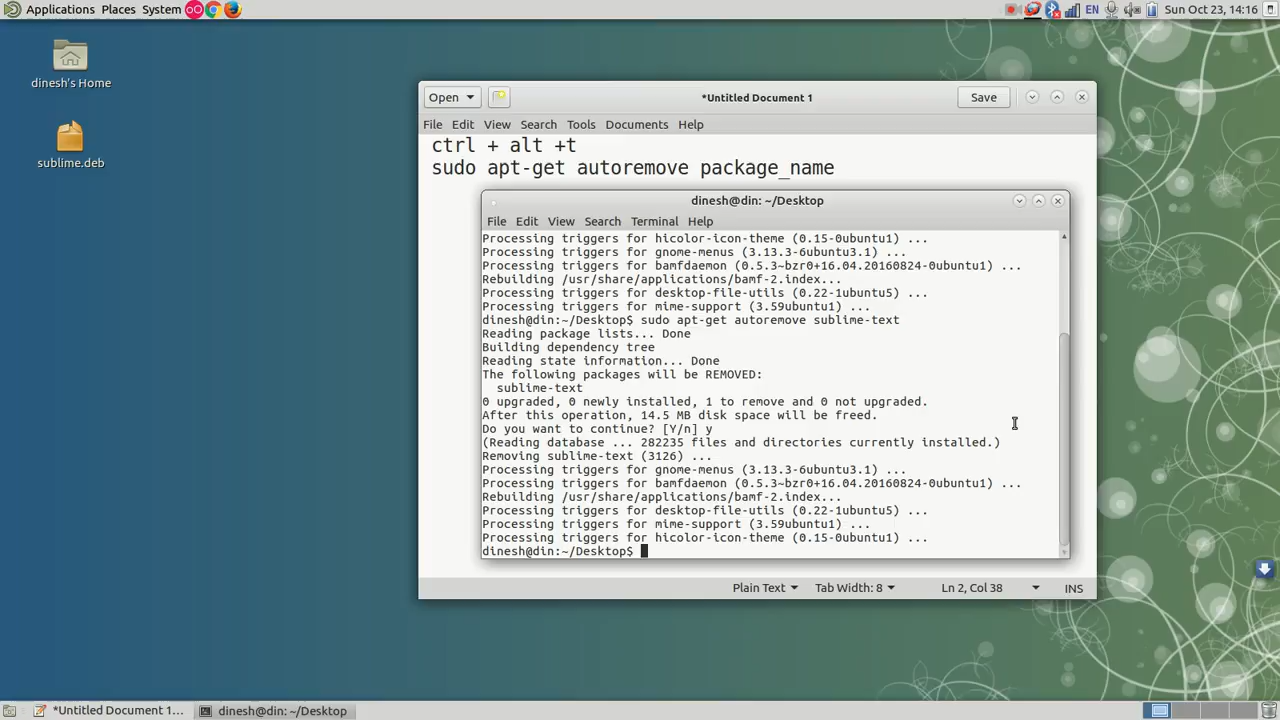 Applications Places System
EN
Sun Oct 23, 14:16
dinesh's Home
sublime.deb
Open
*Untitled Document 1
Save
File Edit View Search Tools Documents Help
ctrl + alt +t
sudo apt-get autoremove package_name
dinesh@din: ~/Desktop
File Edit View Search Terminal Help
Processing triggers for hicolor-icon-theme (0.15-0ubuntu1) ...
Processing triggers for gnome-menus (3.13.3-6ubuntu3.1) ...
Processing triggers for bamfdaemon (0.5.3~bzr0+16.04.20160824-0ubuntu1) ...
Rebuilding /usr/share/applications/bamf-2.index...
Processing triggers for desktop-file-utils (0.22-1ubuntu5) ...
Processing triggers for mime-support (3.59ubuntu1) ...
dinesh@din:~/Desktop$ sudo apt-get autoremove sublime-text
Reading package lists... Done
Building dependency tree
Reading state information... Done
The following packages will be REMOVED:
sublime-text
0 upgraded, 0 newly installed, 1 to remove and 0 not upgraded.
After this operation, 14.5 MB disk space will be freed.
Do you want to continue? [Y/n] y
(Reading database ... 282235 files and directories currently installed.)
Removing sublime-text (3126) ...
Processing triggers for gnome-menus (3.13.3-6ubuntu3.1) ...
Processing triggers for bamfdaemon (0.5.3~bzr0+16.04.20160824-0ubuntu1) ...
Rebuilding /usr/share/applications/bamf-2.index...
Processing triggers for desktop-file-utils (0.22-1ubuntu5) ...
Processing triggers for mime-support (3.59ubuntu1) ...
Processing triggers for hicolor-icon-theme (0.15-0ubuntu1) ...
dinesh@din:~/Desktop$
Plain Text
Tab Width: 8
Ln 2, Col 38
INS
*Untitled Document 1...
dinesh@din: ~/Desktop